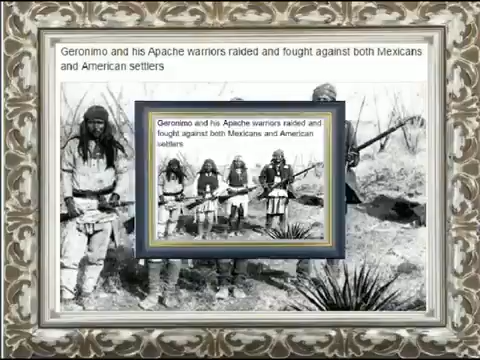 Geronimo and his Apache warriors raided and fought against both Mexicans
and American settlers
Geronimo and his Apache warriors raided and
fought against both Mexicans and American
settlers